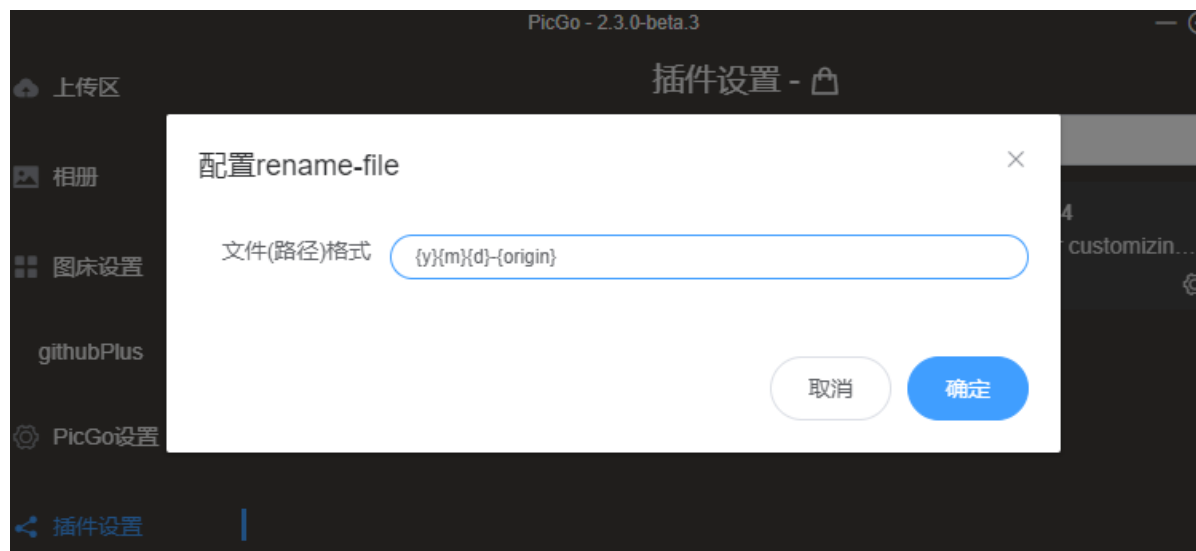 PicGo - 2.3.0-beta.3
上传区
插件设置 -
相册
图床设置
githubPlus
PicGo设置
插件设置
配置rename-file
文件(路径)格式
{y}{m}{d}-{origin}
取消
确定
4
customizin...